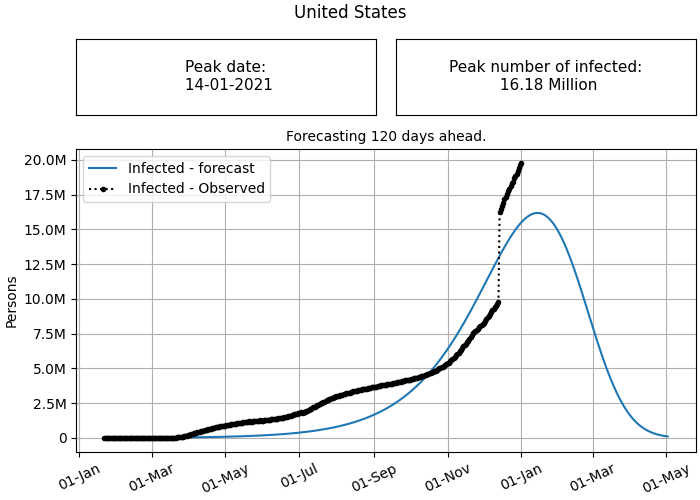 United States
Peak date:
14-01-2021
Peak number of infected:
16.18 Million
Forecasting 120 days ahead.
Infected - forecast
Infected - Observed
Persons
20.0M
17.5M
15.0M
12.5M
10.0M
7.5M
5.0M
2.5M
0
01-Jan
01-Mar
01-May
01-Jul
01-Sep
01-Nov
01-Jan
01-Mar
01-May